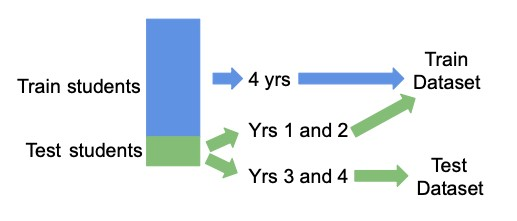 Train students
4 yrs
Train
Dataset
Test students
Yrs 1 and 2
Yrs 3 and 4
Test
Dataset